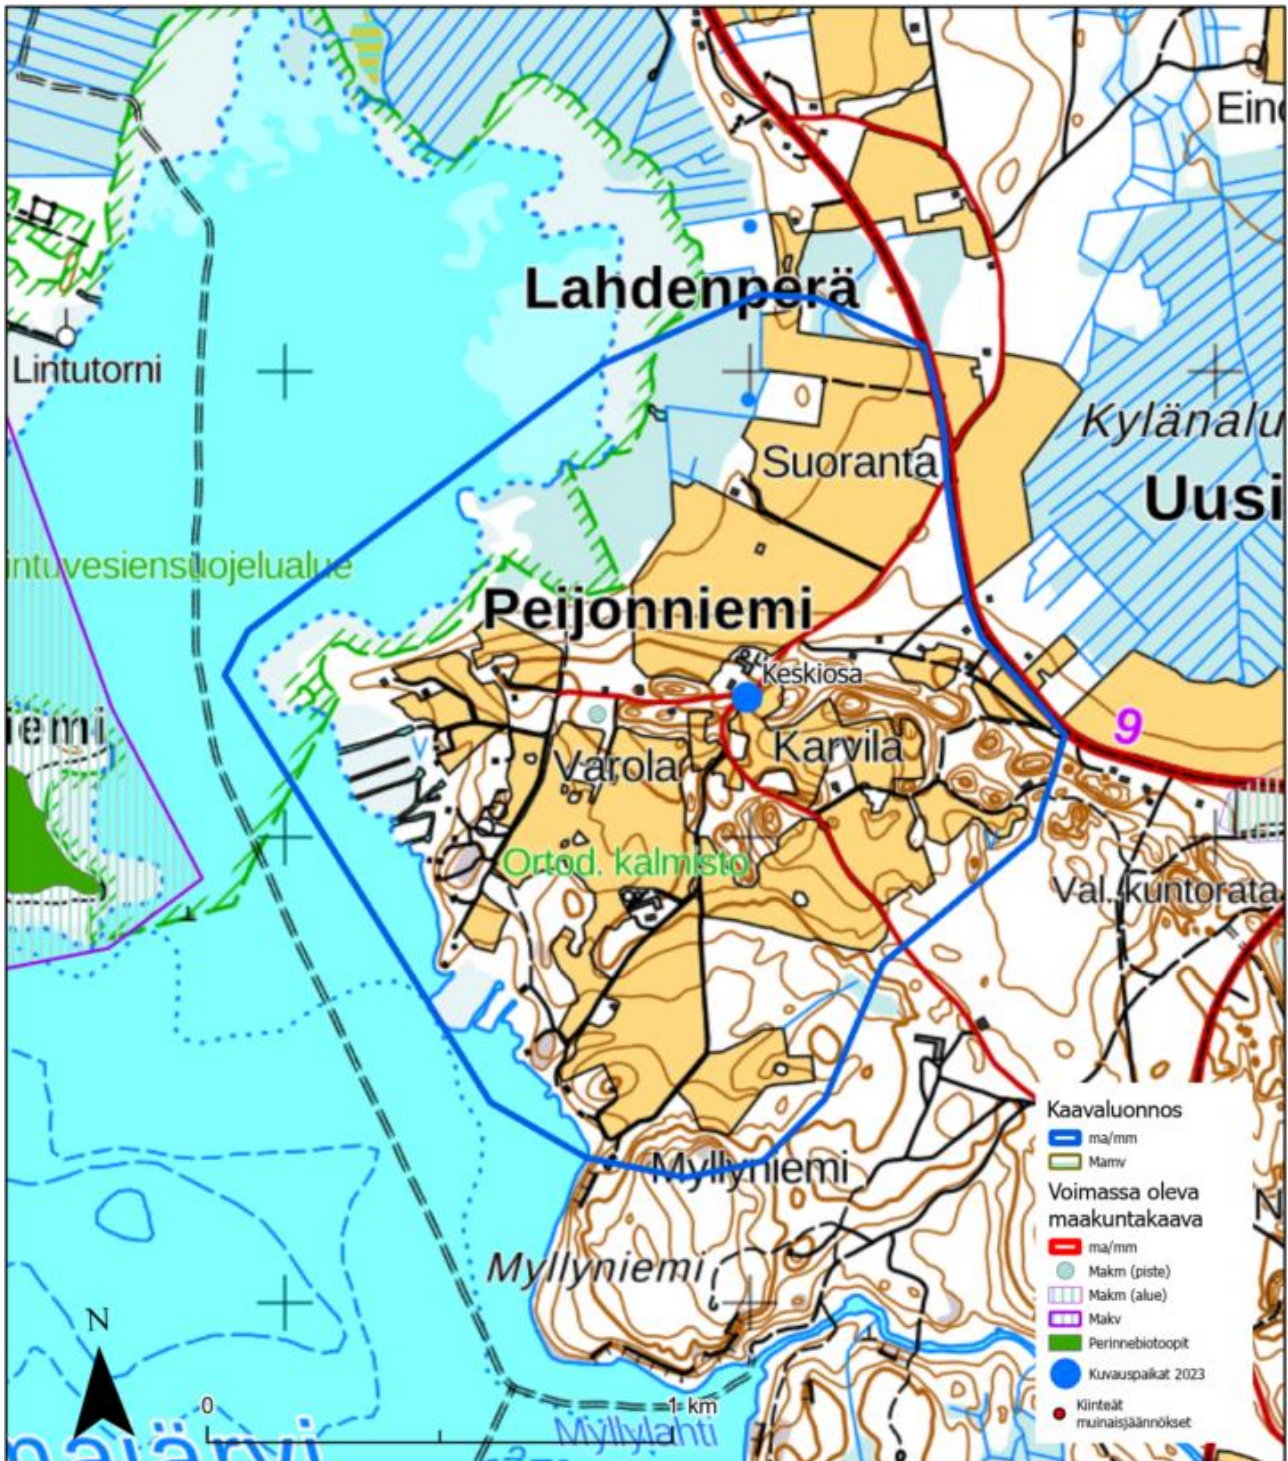 Eino
Lahdenperä
Lintutorni
Kylänalu
Suoranta
Uusi
intuvesiensuojelualue
Peijonniemi
Keskiosa
iemi
9
Varola
Karvila
Ortod. kalmisto
Val. kuntorata
Myllyniemi
Myllyniemi
N
0
1 km
Myllylahti
majärvi
Kaavaluonnos
ma/mm
Mamv
Voimassa oleva
maakuntakaava
ma/mm
Makm (piste)
Makm (alue)
Makv
Perinnebiotoopit
Kuvauspaikat 2023
Kiinteät
muinaisjäännökset